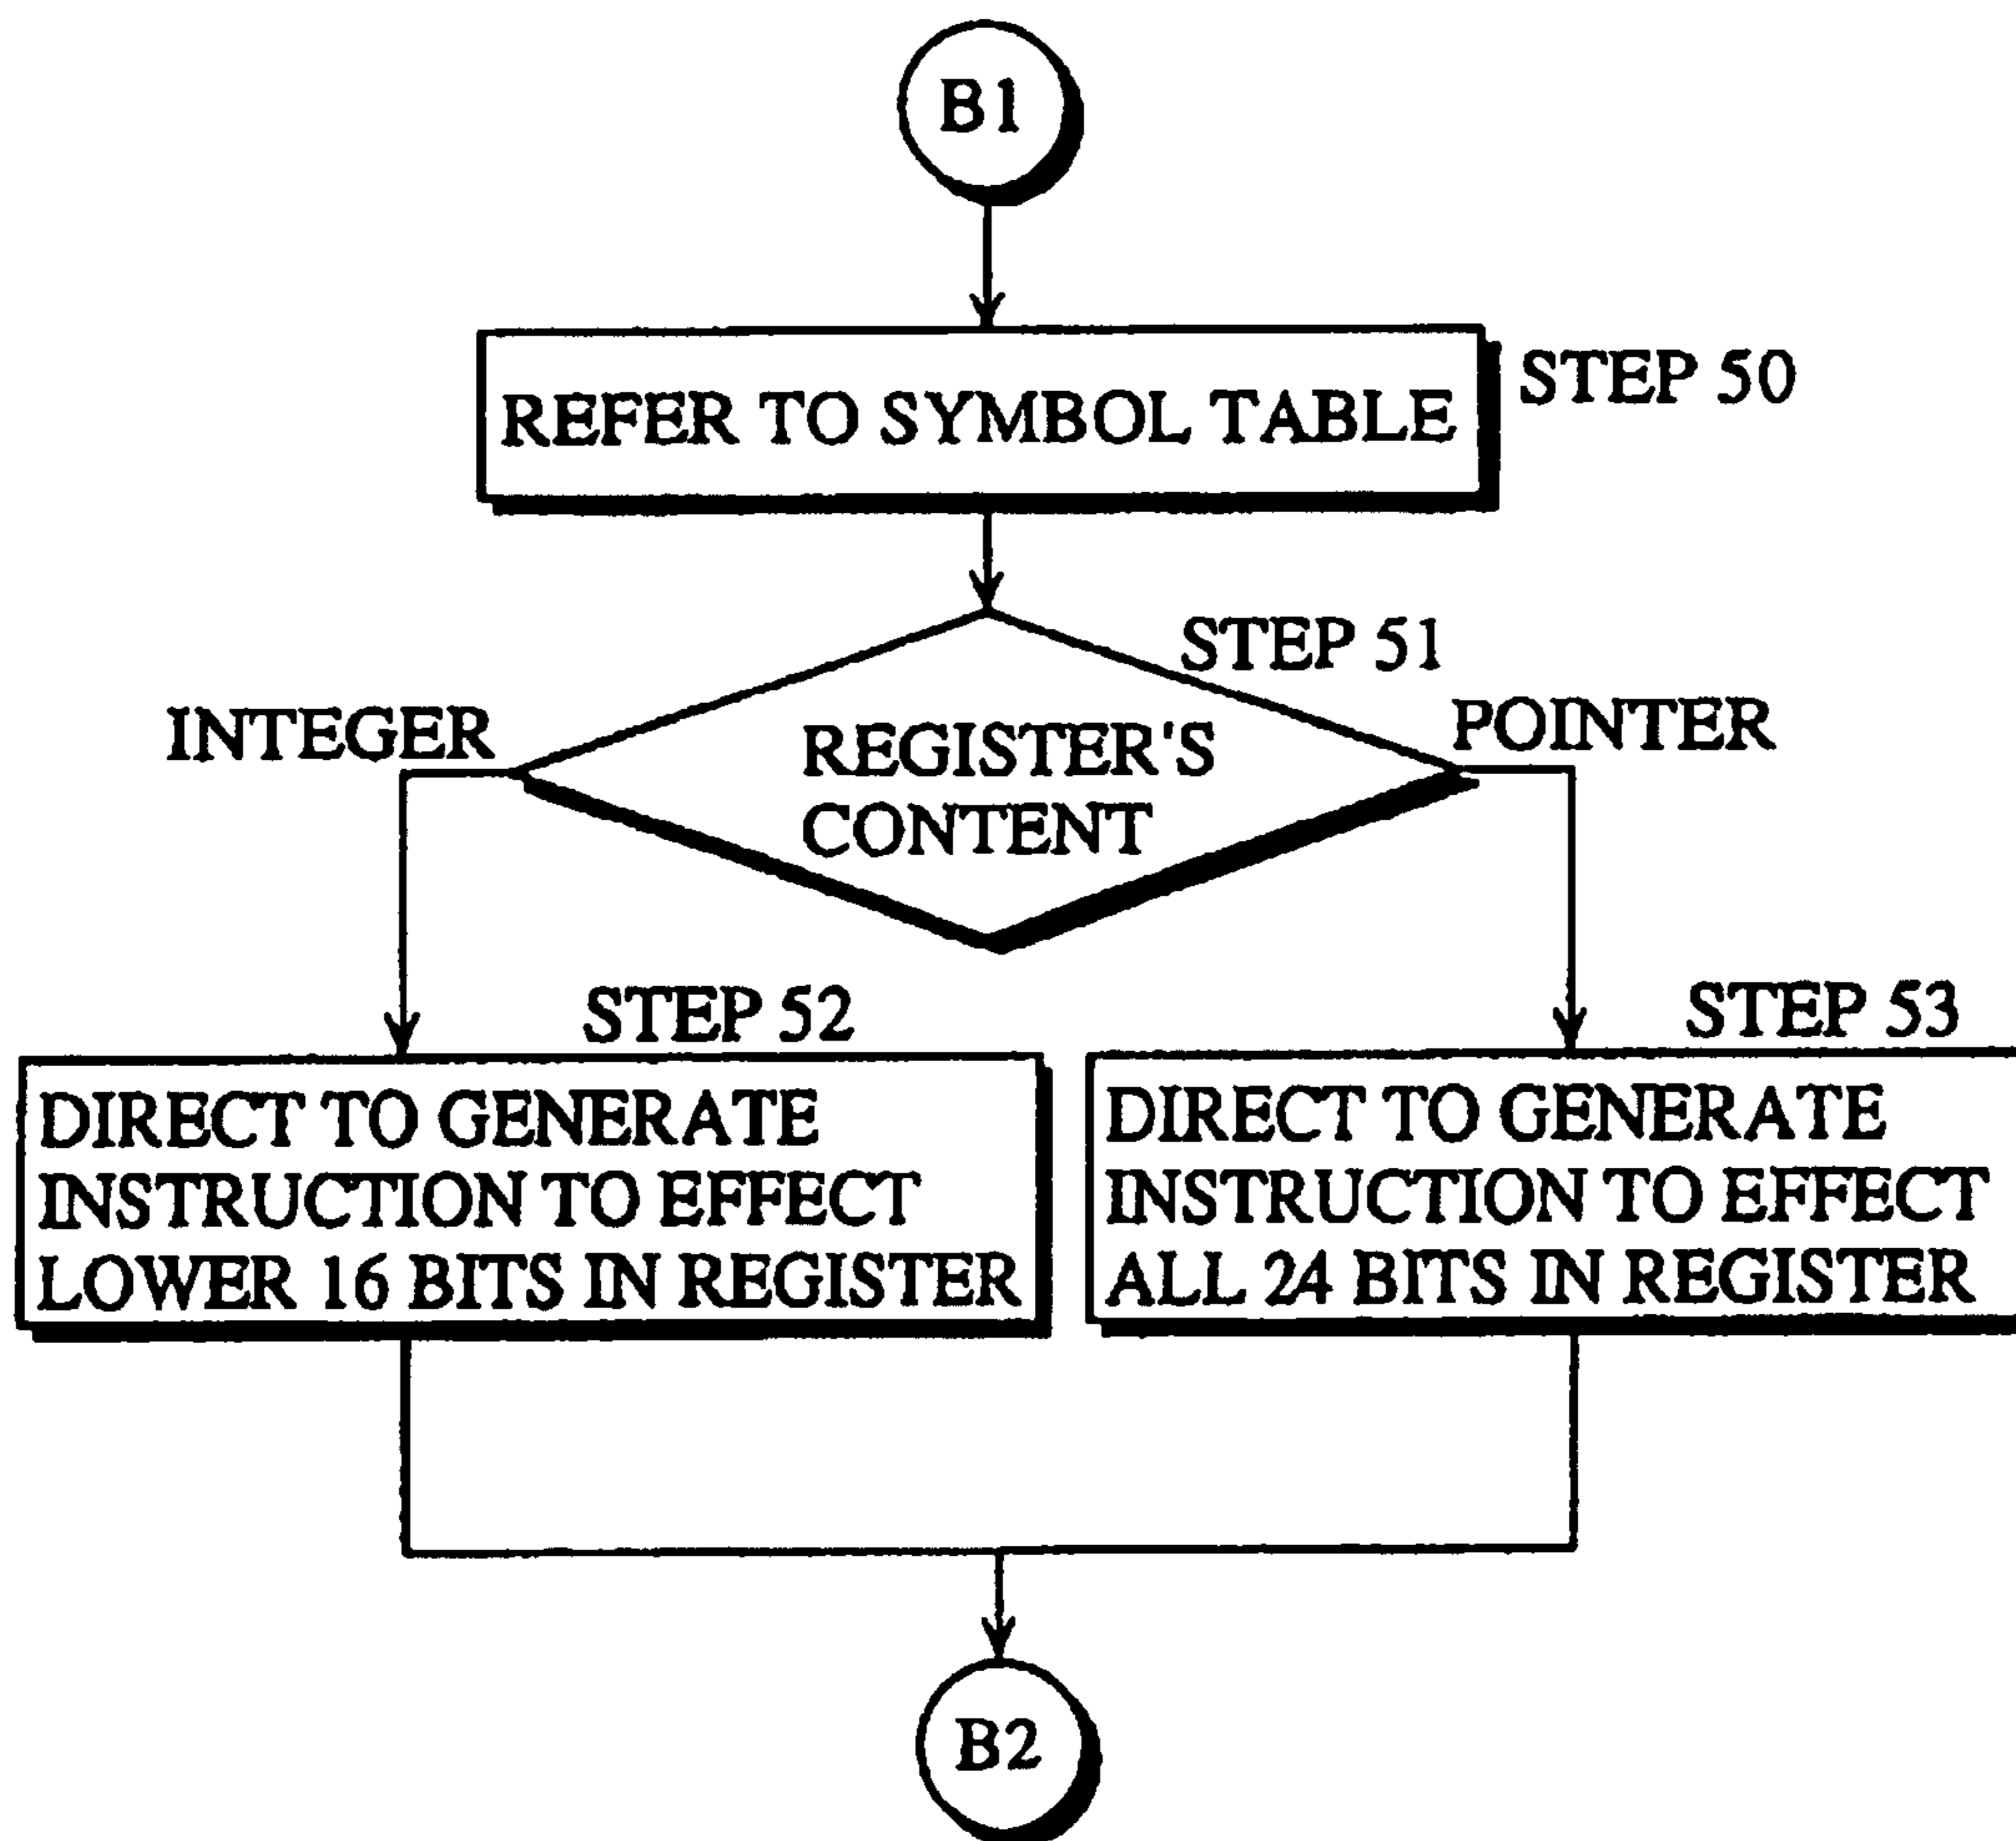 B1
REFER TO SYMBOL TABLE
STEP 50
STEP 51
INTEGER
REGISTER'S
CONTENT
POINTER
STEP 52
DIRECT TO GENERATE
INSTRUCTION TO EFFECT
LOWER 16 BITS IN REGISTER
STEP 53
DIRECT TO GENERATE
INSTRUCTION TO EFFECT
ALL 24 BITS IN REGISTER
B2